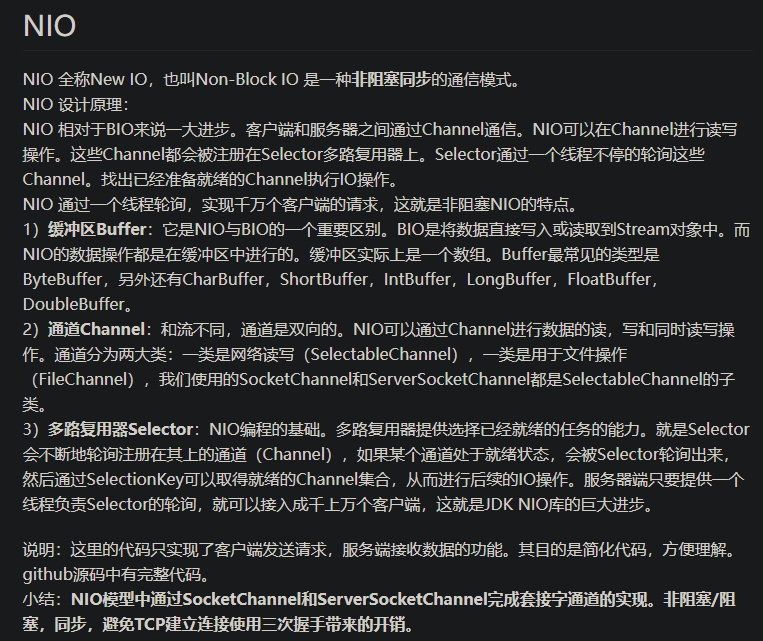 NIO
NIO 全称New IO，也叫Non-Block IO 是一种非阻塞同步的通信模式。
NIO 设计原理：
NIO 相对于BIO来说一大进步。客户端和服务器之间通过Channel通信。NIO可以在Channel进行读写
操作。这些Channel都会被注册在Selector多路复用器上。Selector通过一个线程不停的轮询这些
Channel。找出已经准备就绪的Channel执行IO操作。
NIO 通过一个线程轮询，实现千万个客户端的请求，这就是非阻塞NIO的特点。
1）缓冲区Buffer：它是NIO与BIO的一个重要区别。BIO是将数据直接写入或读取到Stream对象中。而
NIO的数据操作都是在缓冲区中进行的。缓冲区实际上是一个数组。Buffer最常见的类型是
ByteBuffer，另外还有CharBuffer，ShortBuffer，IntBuffer，LongBuffer，FloatBuffer，
DoubleBuffer。
2）通道Channel：和流不同，通道是双向的。NIO可以通过Channel进行数据的读，写和同时读写操
作。通道分为两大类：一类是网络读写（SelectableChannel），一类是用于文件操作
（FileChannel），我们使用的SocketChannel和ServerSocketChannel都是SelectableChannel的子
类。
3）多路复用器Selector：NIO编程的基础。多路复用器提供选择已经就绪的任务的能力。就是Selector
会不断地轮询注册在其上的通道（Channel），如果某个通道处于就绪状态，会被Selector轮询出来，
然后通过SelectionKey可以取得就绪的Channel集合，从而进行后续的IO操作。服务器端只要提供一个
线程负责Selector的轮询，就可以接入成千上万个客户端，这就是JDK NIO库的巨大进步。
说明：这里的代码只实现了客户端发送请求，服务端接收数据的功能。其目的是简化代码，方便理解。
github源码中有完整代码。
小结：NIO模型中通过SocketChannel和ServerSocketChannel完成套接字通道的实现。非阻塞/阻
塞，同步，避免TCP建立连接使用三次握手带来的开销。